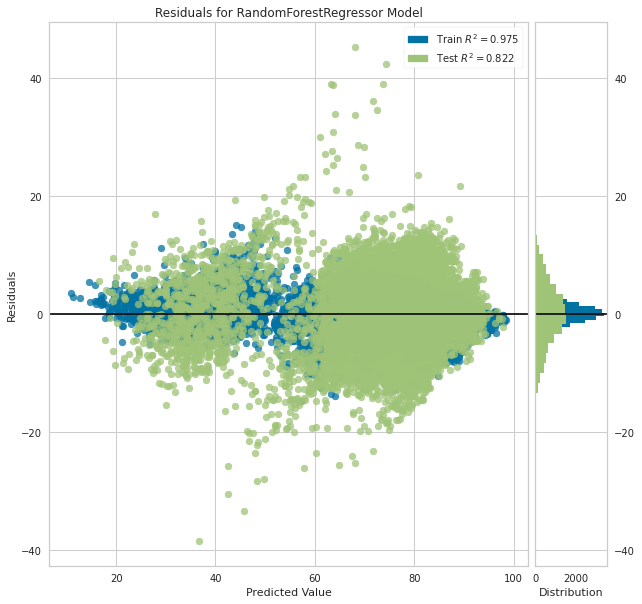 Residuals for RandomForestRegressor Model
Train R² = 0.975
Test R² = 0.822
Residuals
40
20
0
−20
−40
20
40
60
80
100
Predicted Value
40
20
0
−20
−40
0
2000
Distribution